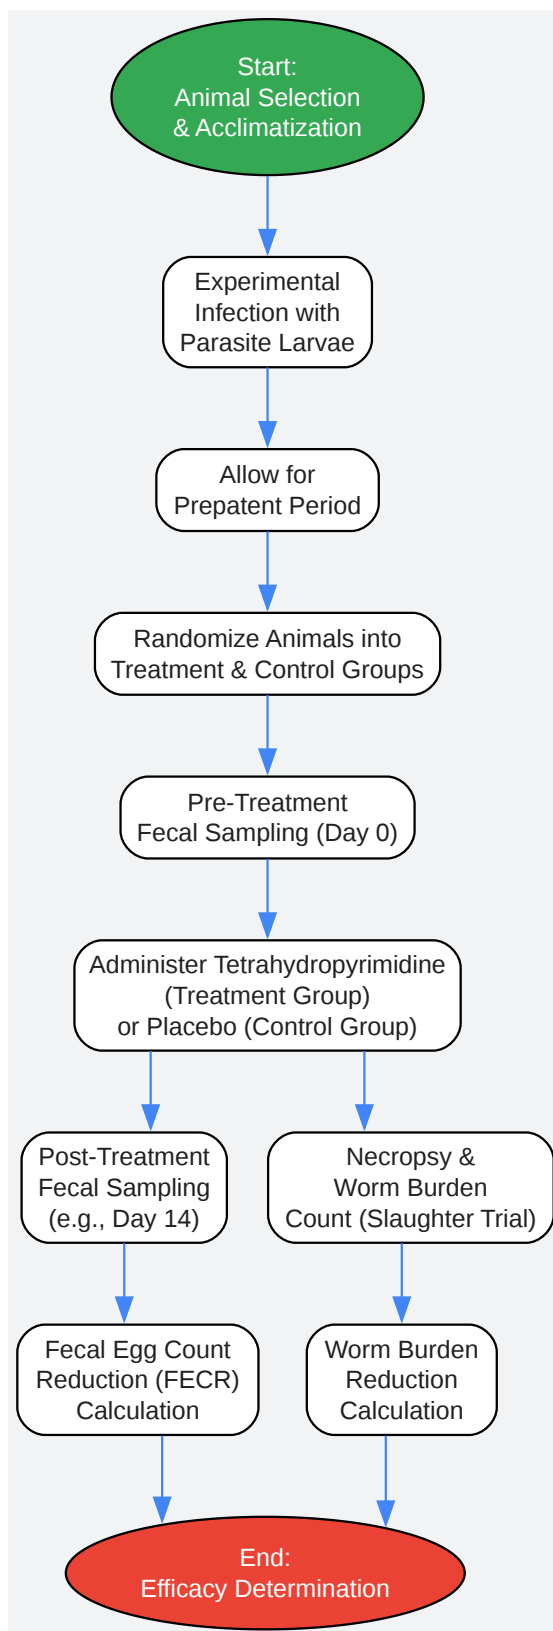 Start:
Animal Selection
& Acclimatization
Experimental
Infection with
Parasite Larvae
Allow for
Prepatent Period
Randomize Animals into
Treatment & Control Groups
Pre-Treatment
Fecal Sampling (Day 0)
Administer Tetrahydropyrimidine
(Treatment Group)
or Placebo (Control Group)
Post-Treatment
Fecal Sampling
(e.g., Day 14)
Necropsy &
Worm Burden
Count (Slaughter Trial)
Fecal Egg Count
Reduction (FECR)
Calculation
Worm Burden
Reduction
Calculation
End:
Efficacy Determination